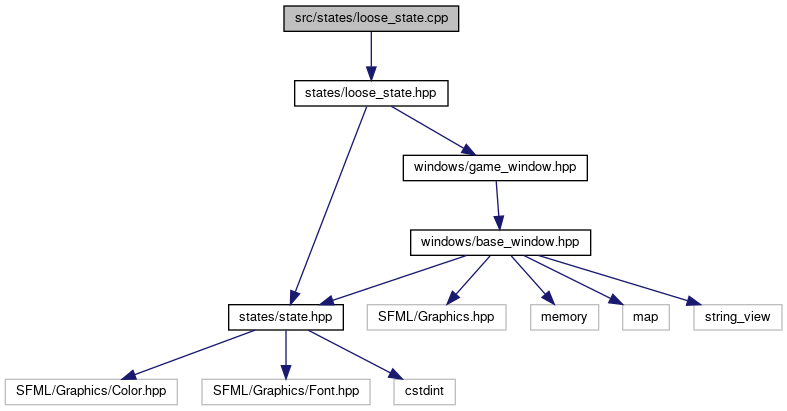 src/states/loose_state.cpp
states/loose_state.hpp
windows/game_window.hpp
windows/base_window.hpp
states/state.hpp
SFML/Graphics.hpp
memory
map
string_view
SFML/Graphics/Color.hpp
SFML/Graphics/Font.hpp
cstdint